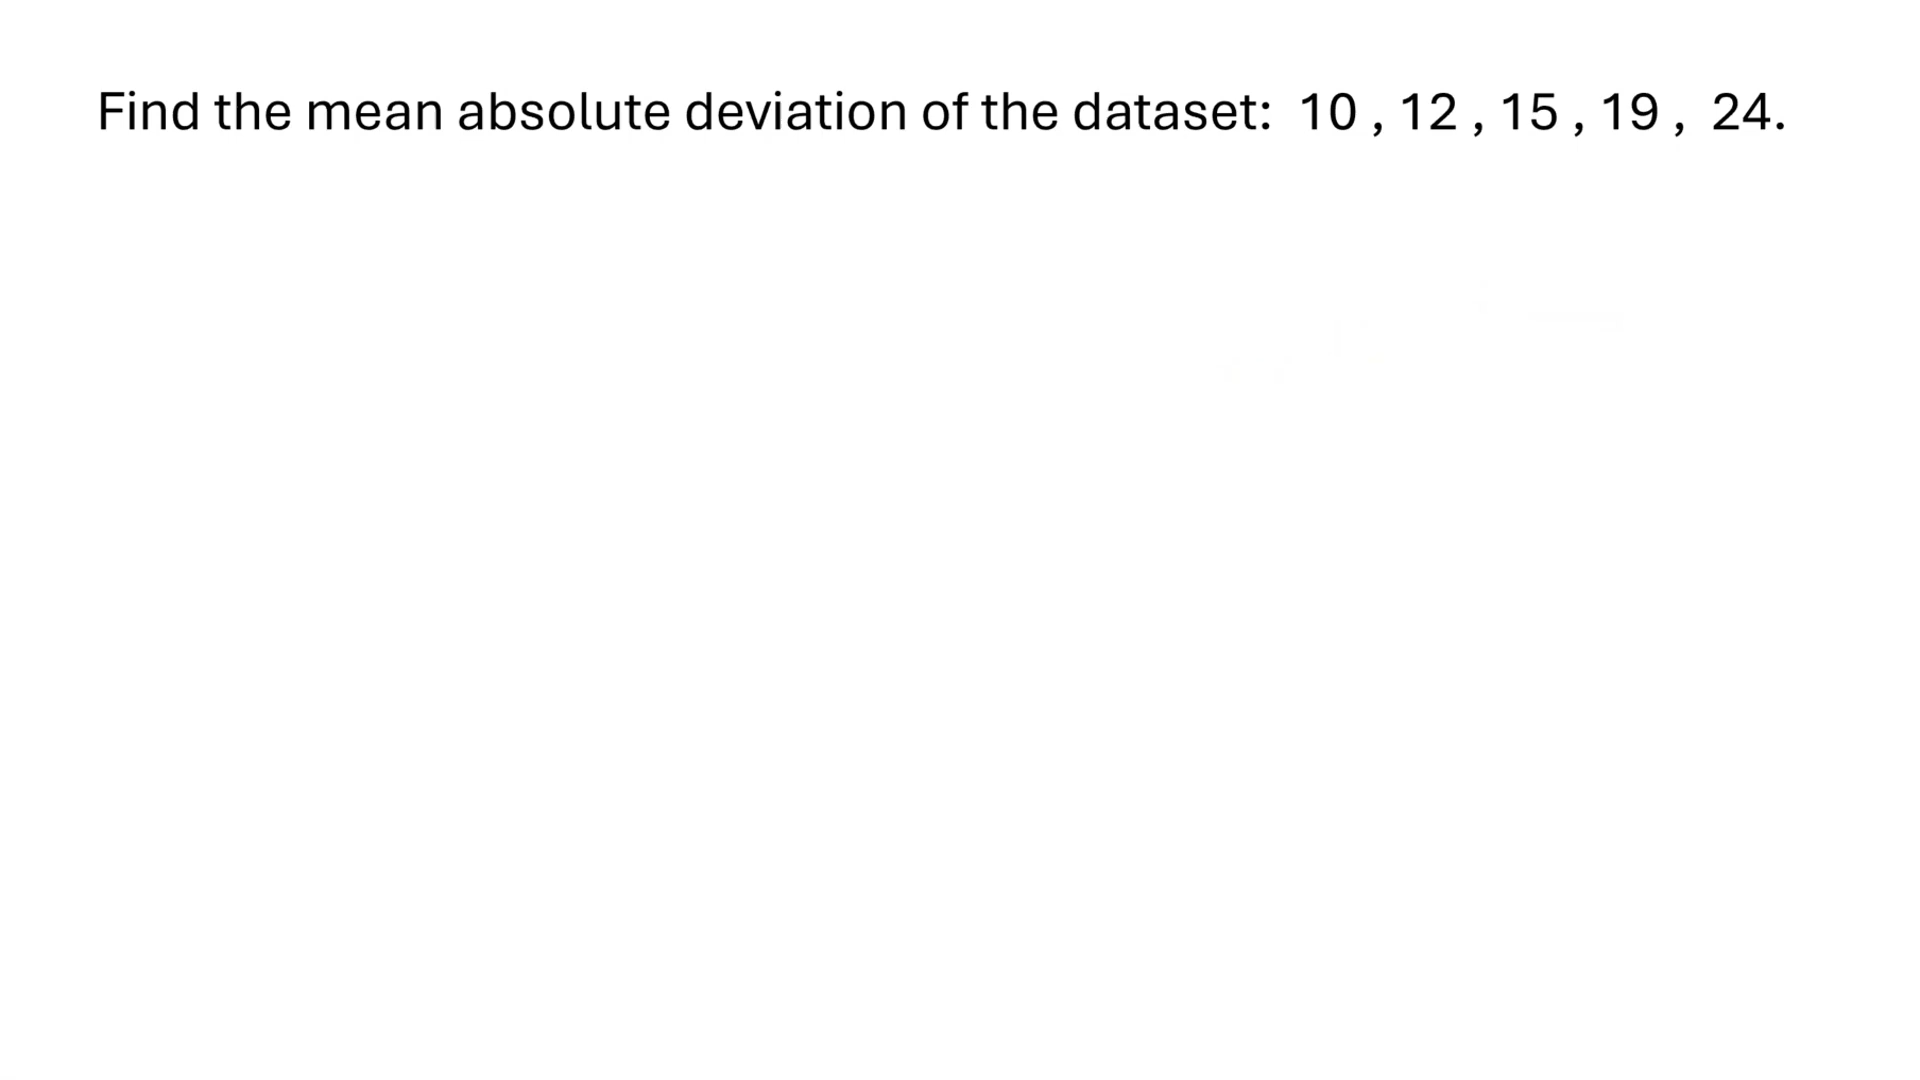 Find the mean absolute deviation of the dataset: 10 , 12 , 15 , 19 , 24.